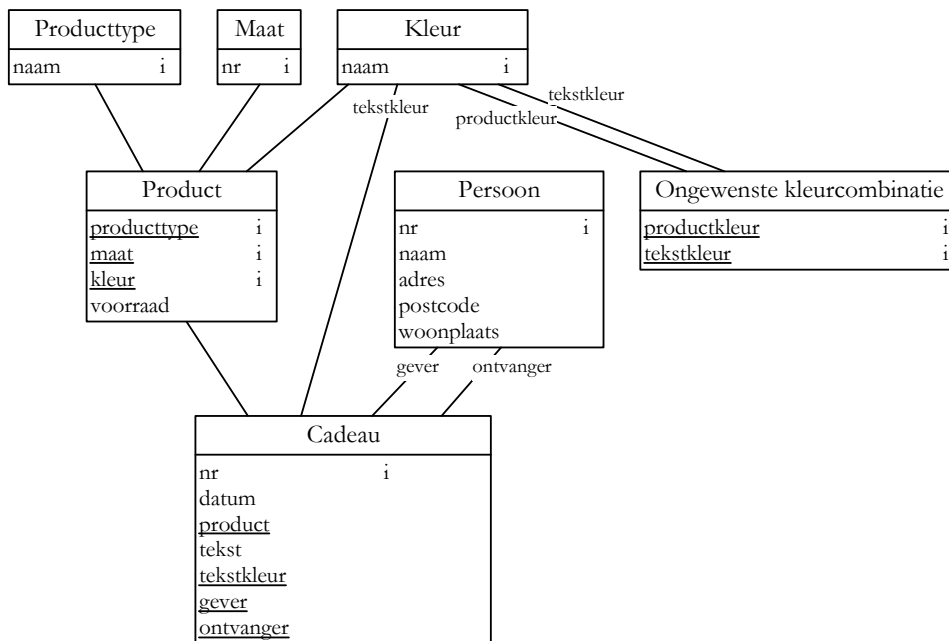 Producttype
naam i
Maat
nr i
Kleur
naam i
tekstkleur
tekstkleur
productkleur
Product
producttype i
maat i
kleur i
voorraad
Persoon
nr i
naam
adres
postcode
woonplaats
Ongewenste kleurcombinatie
productkleur i
tekstkleur i
gever
ontvanger
Cadeau
nr i
datum
product
tekst
tekstkleur
gever
ontvanger